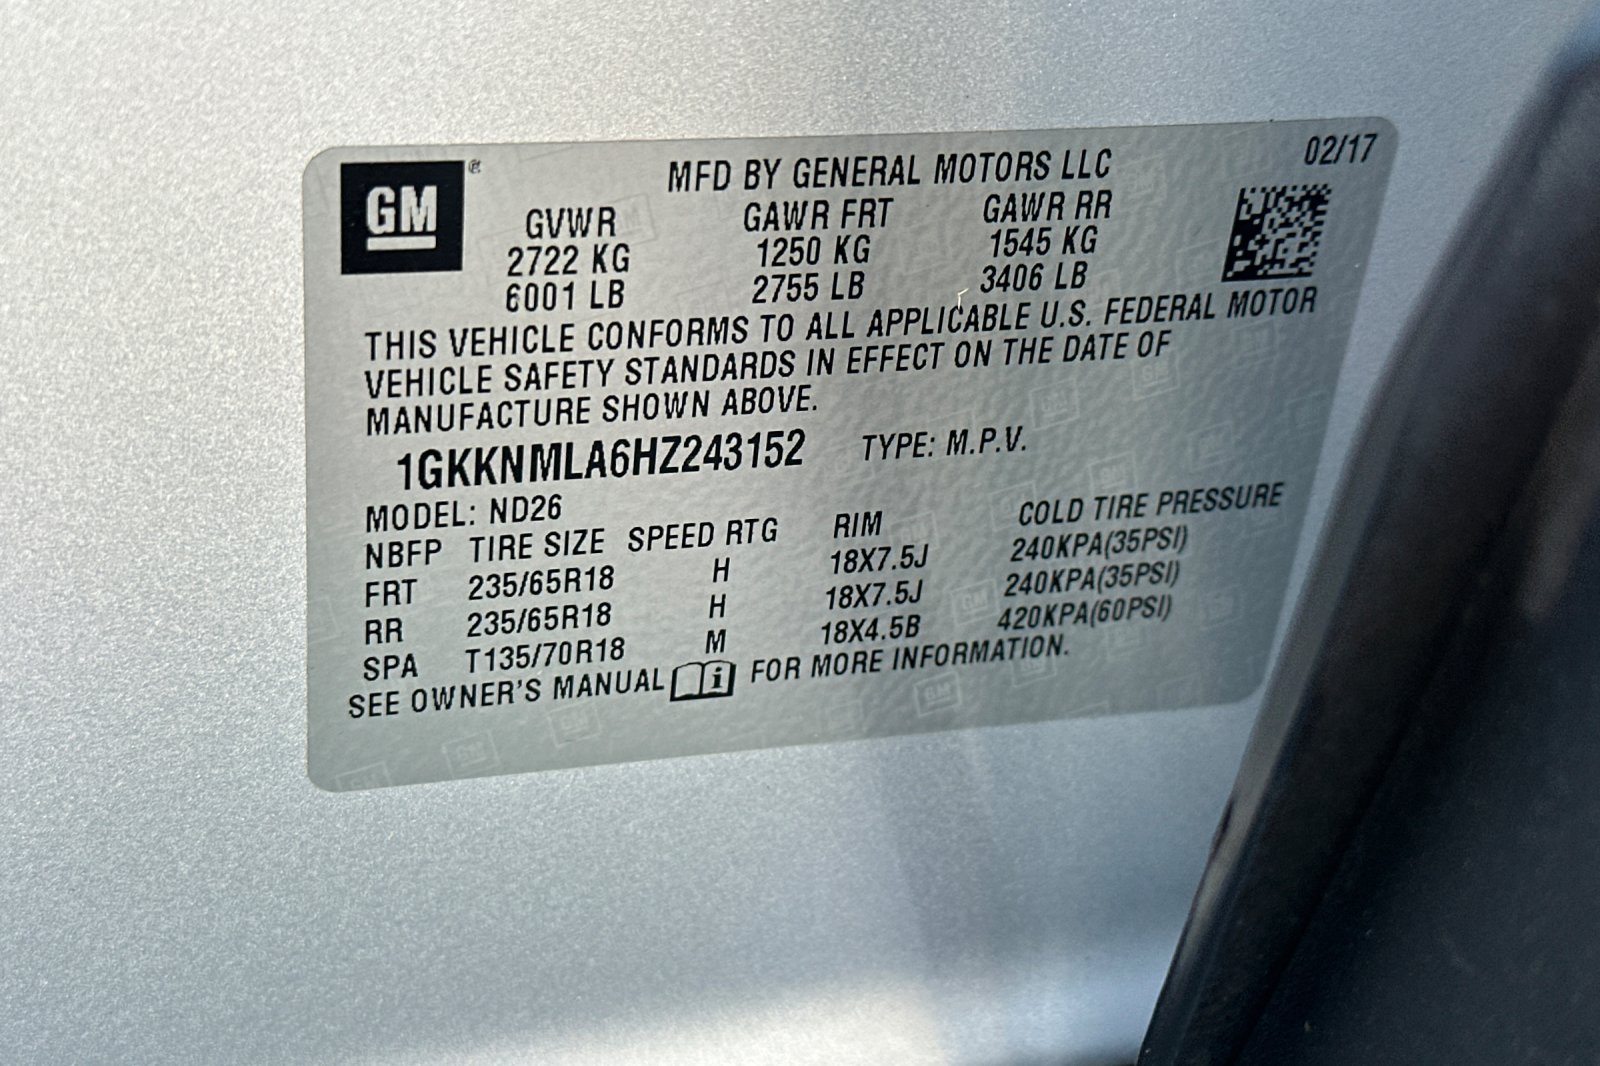 GM® MFD BY GENERAL MOTORS LLC 02/17
GVWR GAWR FRT GAWR RR
2722 KG 1250 KG 1545 KG
6001 LB 2755 LB 3406 LB
THIS VEHICLE CONFORMS TO ALL APPLICABLE U.S. FEDERAL MOTOR
VEHICLE SAFETY STANDARDS IN EFFECT ON THE DATE OF
MANUFACTURE SHOWN ABOVE.
1GKKNMLA6HZ243152 TYPE: M.P.V.
MODEL: ND26
NBFP TIRE SIZE SPEED RTG RIM COLD TIRE PRESSURE
FRT 235/65R18 H 18X7.5J 240KPA(35PSI)
RR 235/65R18 H 18X7.5J 240KPA(35PSI)
SPA T135/70R18 M 18X4.5B 420KPA(60PSI)
SEE OWNER'S MANUAL i FOR MORE INFORMATION.